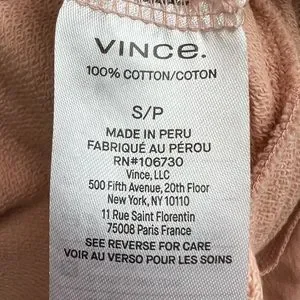 VINCE.
100% COTTON/COTON
S/P
MADE IN PERU
FABRIQUÉ AU PÉROU
RN#106730
Vince, LLC
500 Fifth Avenue, 20th Floor
New York, NY 10110
11 Rue Saint Florentin
75008 Paris France
SEE REVERSE FOR CARE
VOIR AU VERSO POUR LES SOINS